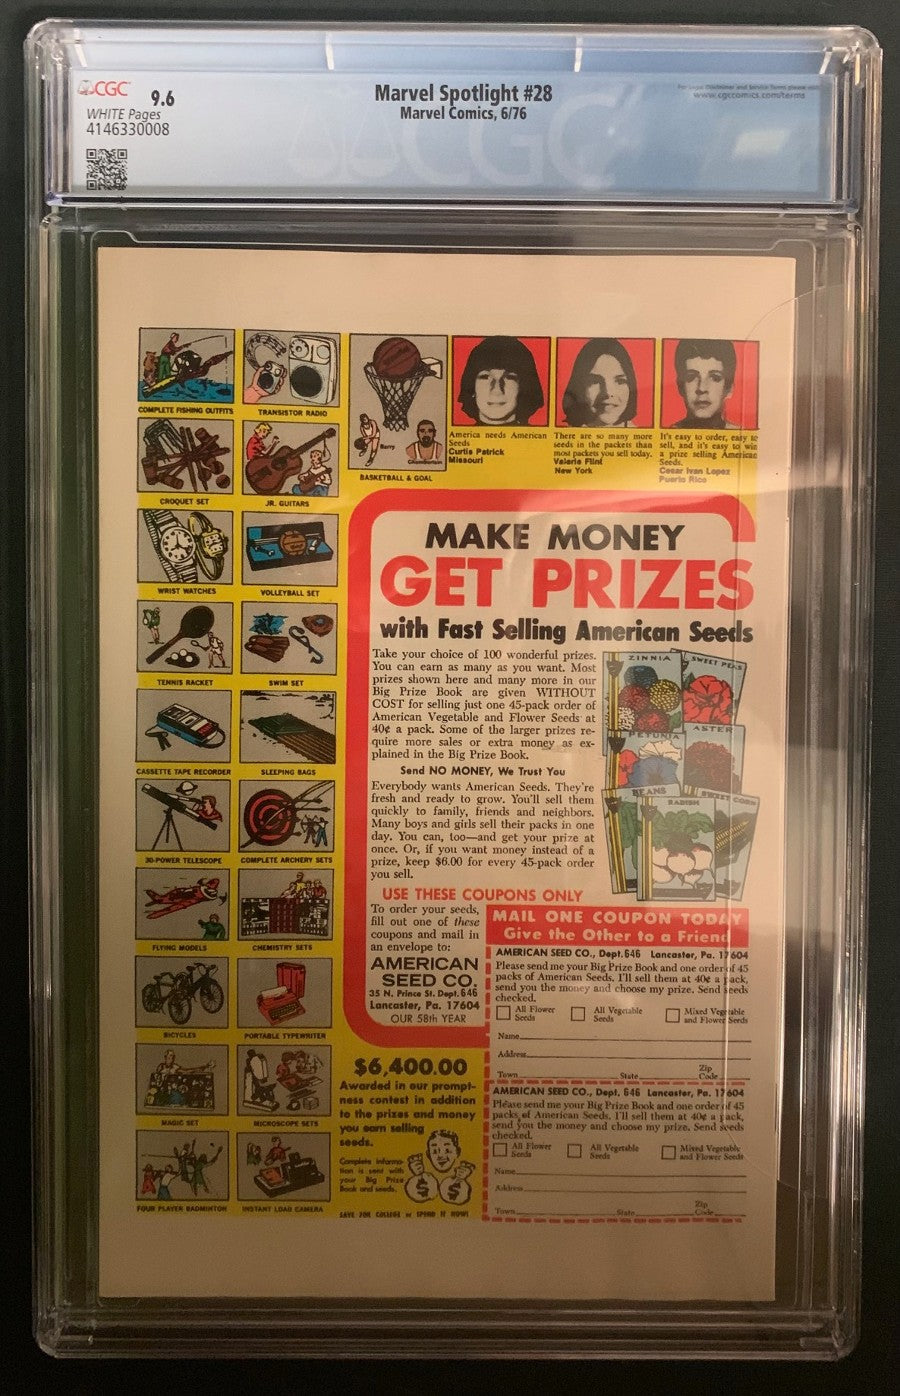 CGC
9.6
WHITE Pages
4146330008
Marvel Spotlight #28
Marvel Comics, 6/76
For Legal Disclaimer and Service Terms please visit
www.cgccomics.com/terms
CGC
COMPLETE FISHING OUTFITS
TRANSISTOR RADIO
CROQUET SET
JR. GUITARS
WRIST WATCHES
VOLLEYBALL SET
TENNIS RACKET
SWIM SET
CASSETTE TAPE RECORDER
SLEEPING BAGS
30-POWER TELESCOPE
COMPLETE ARCHERY SETS
FLYING MODELS
CHEMISTRY SETS
BICYCLES
PORTABLE TYPEWRITER
MAGIC SET
MICROSCOPE SETS
FOUR PLAYER BADMINTON
INSTANT LOAD CAMERA
Barry
Chamberlain
BASKETBALL & GOAL
America needs American
Seeds
Curtis Patrick
Missouri
There are so many more
seeds in the packets than
most packets you sell today.
Valerie Flint
New York
It's easy to order, easy to
sell, and it's easy to win
a prize selling American
Seeds.
Cesar Ivan Lopez
Puerto Rico
MAKE MONEY
GET PRIZES
with Fast Selling American Seeds
Take your choice of 100 wonderful prizes.
You can earn as many as you want. Most
prizes shown here and many more in our
Big Prize Book are given WITHOUT
COST for selling just one 45-pack order of
American Vegetable and Flower Seeds at
40¢ a pack. Some of the larger prizes re-
quire more sales or extra money as ex-
plained in the Big Prize Book.
Send NO MONEY, We Trust You
Everybody wants American Seeds. They're
fresh and ready to grow. You'll sell them
quickly to family, friends and neighbors.
Many boys and girls sell their packs in one
day. You can, too—and get your prize at
once. Or, if you want money instead of a
prize, keep $6.00 for every 45-pack order
you sell.
ZINNIA
SWEET PEAS
PETUNIA
ASTER
BEANS
RADISH
SWEET CORN
USE THESE COUPONS ONLY
To order your seeds,
fill out one of these
coupons and mail in
an envelope to:
AMERICAN
SEED CO.
35 N. Prince St. Dept. 646
Lancaster, Pa. 17604
OUR 58th YEAR
MAIL ONE COUPON TODAY
Give the Other to a Friend
AMERICAN SEED CO., Dept. 646 Lancaster, Pa. 17604
Please send me your Big Prize Book and one order of 45
packs of American Seeds. I'll sell them at 40¢ a pack,
send you the money and choose my prize. Send seeds
checked.
All Flower Seeds
All Vegetable Seeds
Mixed Vegetable and Flower Seeds
Name
Address
Town State Zip Code
AMERICAN SEED CO., Dept. 646 Lancaster, Pa. 17604
Please send me your Big Prize Book and one order of 45
packs of American Seeds. I'll sell them at 40¢ a pack,
send you the money and choose my prize. Send seeds
checked.
All Flower Seeds
All Vegetable Seeds
Mixed Vegetable and Flower Seeds
Name
Address
Town State Zip Code
$6,400.00
Awarded in our prompt-
ness contest in addition
to the prizes and money
you earn selling
seeds.
Complete informa-
tion is sent with
your Big Prize
Book and seeds.
$ $
SAVE FOR COLLEGE or SPEND IT NOW!